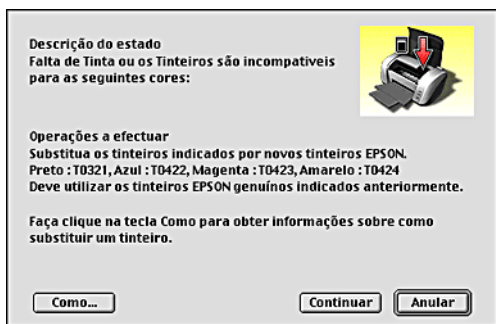 Descrição do estado
Falta de Tinta ou os Tinteiros são incompatíveis
para as seguintes cores:
Operações a efectuar
Substitua os tinteiros indicados por novos tinteiros EPSON.
Preto : T0321, Azul : T0422, Magenta : T0423, Amarelo : T0424
Deve utilizar os tinteiros EPSON genuínos indicados anteriormente.
Faça clique na tecla Como para obter informações sobre como
substituir um tinteiro.
Como... Continuar Anular